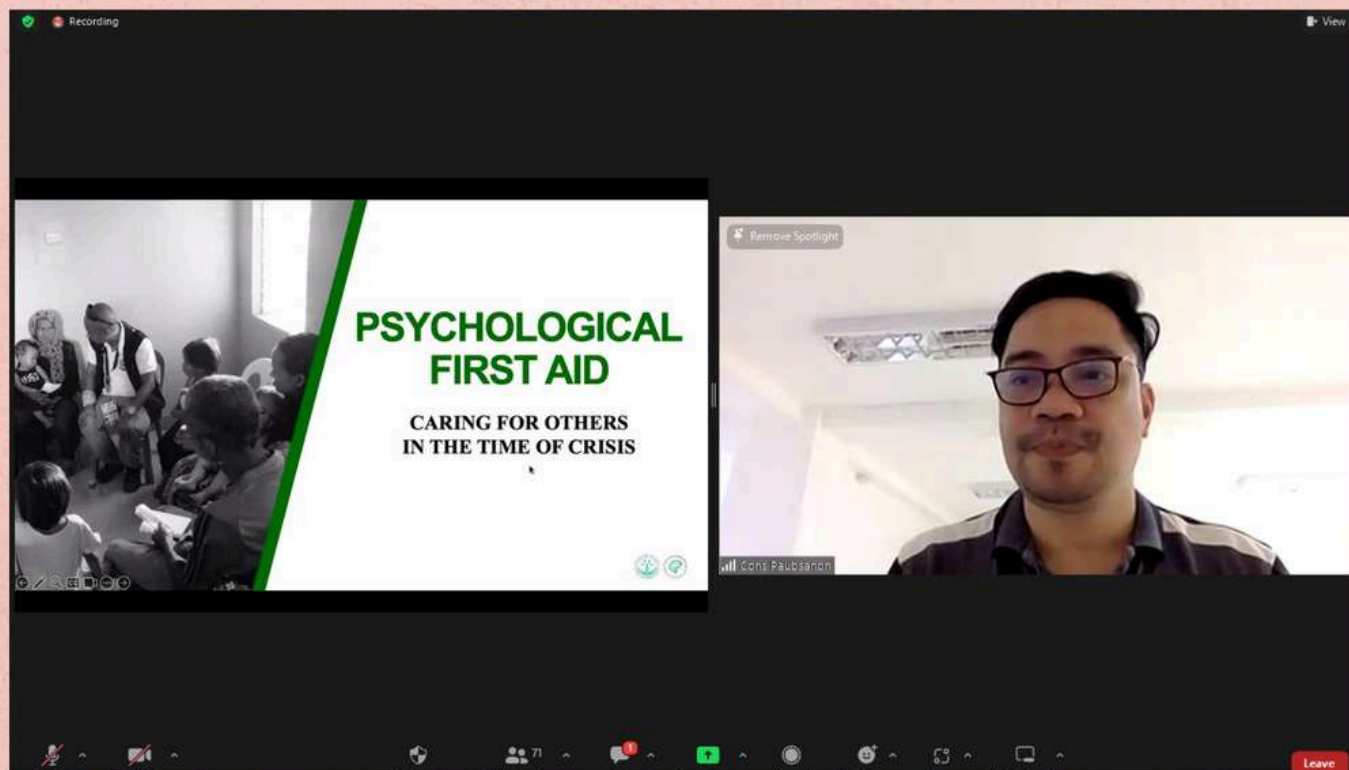 Recording
View
PSYCHOLOGICAL
FIRST AID
CARING FOR OTHERS
IN THE TIME OF CRISIS
Remove Spotlight
Cons Paubsanon
71
1
Leave